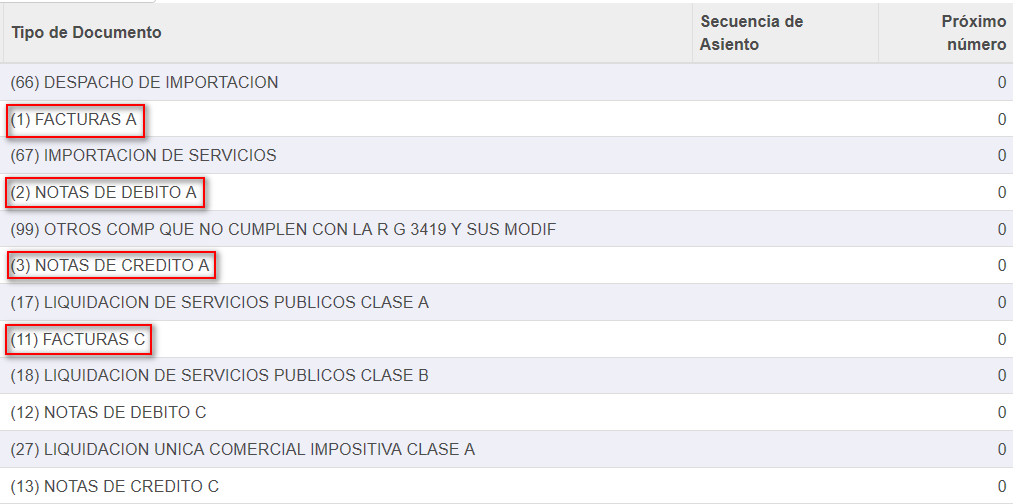 Tipo de Documento Secuencia de Asiento Próximo número
(66) DESPACHO DE IMPORTACION 0
(1) FACTURAS A 0
(67) IMPORTACION DE SERVICIOS 0
(2) NOTAS DE DEBITO A 0
(99) OTROS COMP QUE NO CUMPLEN CON LA R G 3419 Y SUS MODIF 0
(3) NOTAS DE CREDITO A 0
(17) LIQUIDACION DE SERVICIOS PUBLICOS CLASE A 0
(11) FACTURAS C 0
(18) LIQUIDACION DE SERVICIOS PUBLICOS CLASE B 0
(12) NOTAS DE DEBITO C 0
(27) LIQUIDACION UNICA COMERCIAL IMPOSITIVA CLASE A 0
(13) NOTAS DE CREDITO C 0